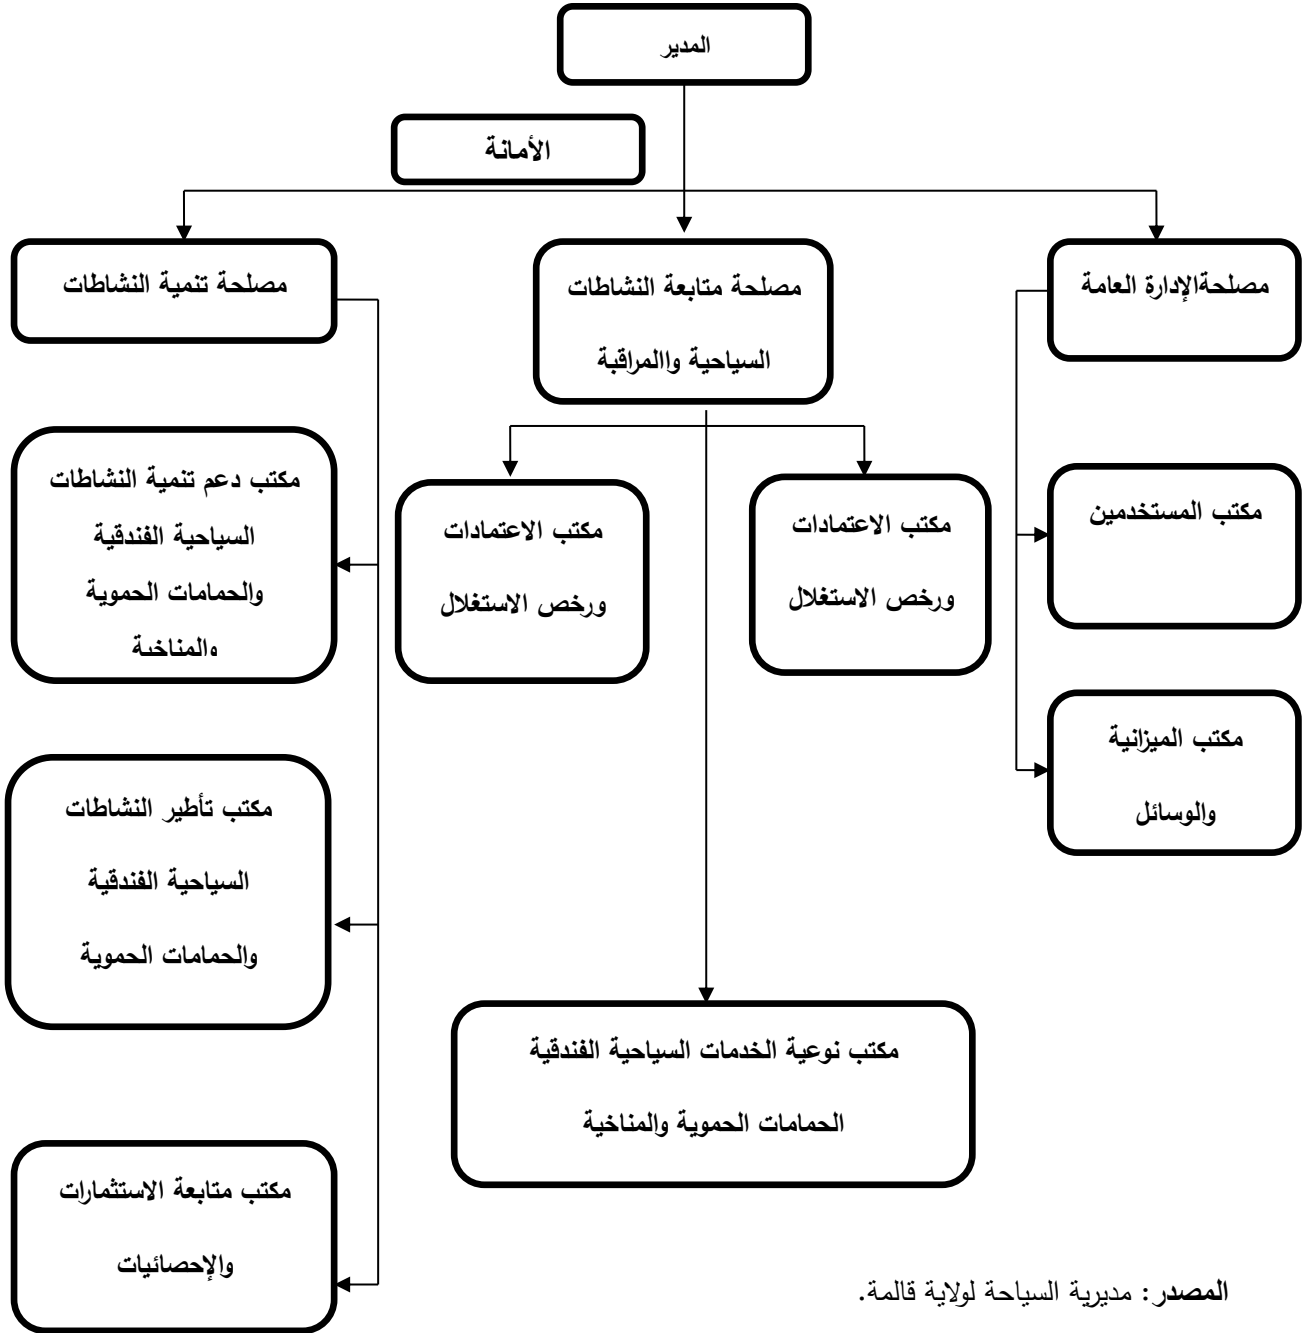 المدير
الأمانة
مصلحةالإدارة العامة
مصلحة متابعة النشاطات
السياحية واالمراقبة
مصلحة تنمية النشاطات
مكتب المستخدمين
مكتب الميزانية
والوسائل
مكتب الاعتمادات
ورخص الاستغلال
مكتب الاعتمادات
ورخص الاستغلال
مكتب نوعية الخدمات السياحية الفندقية
الحمامات الحموية والمناخية
مكتب دعم تنمية النشاطات
السياحية الفندقية
والحمامات الحموية
والمناخية
مكتب تأطير النشاطات
السياحية الفندقية
والحمامات الحموية
مكتب متابعة الاستثمارات
والإحصائيات
المصدر: مديرية السياحة لولاية قالمة.